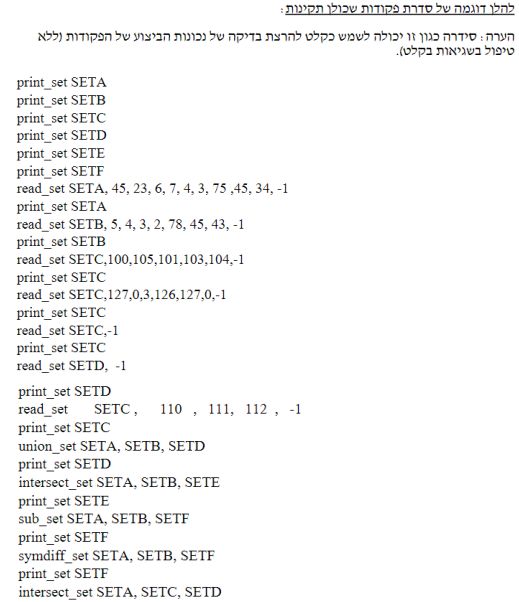 להלן דוגמה של סדרת פקודות שכולן תקינות:
הערה: סידרה כגון זו יכולה לשמש כקלט להרצת בדיקה של נכונות הביצוע של הפקודות (ללא
טיפול בשגיאות בקלט).
print_set SETA
print_set SETB
print_set SETC
print_set SETD
print_set SETE
print_set SETF
read_set SETA, 45, 23, 6, 7, 4, 3, 75 ,45, 34, -1
print_set SETA
read_set SETB, 5, 4, 3, 2, 78, 45, 43, -1
print_set SETB
read_set SETC,100,105,101,103,104,-1
print_set SETC
read_set SETC,127,0,3,126,127,0,-1
print_set SETC
read_set SETC,-1
print_set SETC
read_set SETD, -1
print_set SETD
read_set SETC , 110 , 111, 112 , -1
print_set SETC
union_set SETA, SETB, SETD
print_set SETD
intersect_set SETA, SETB, SETE
print_set SETE
sub_set SETA, SETB, SETF
print_set SETF
symdiff_set SETA, SETB, SETF
print_set SETF
intersect_set SETA, SETC, SETD